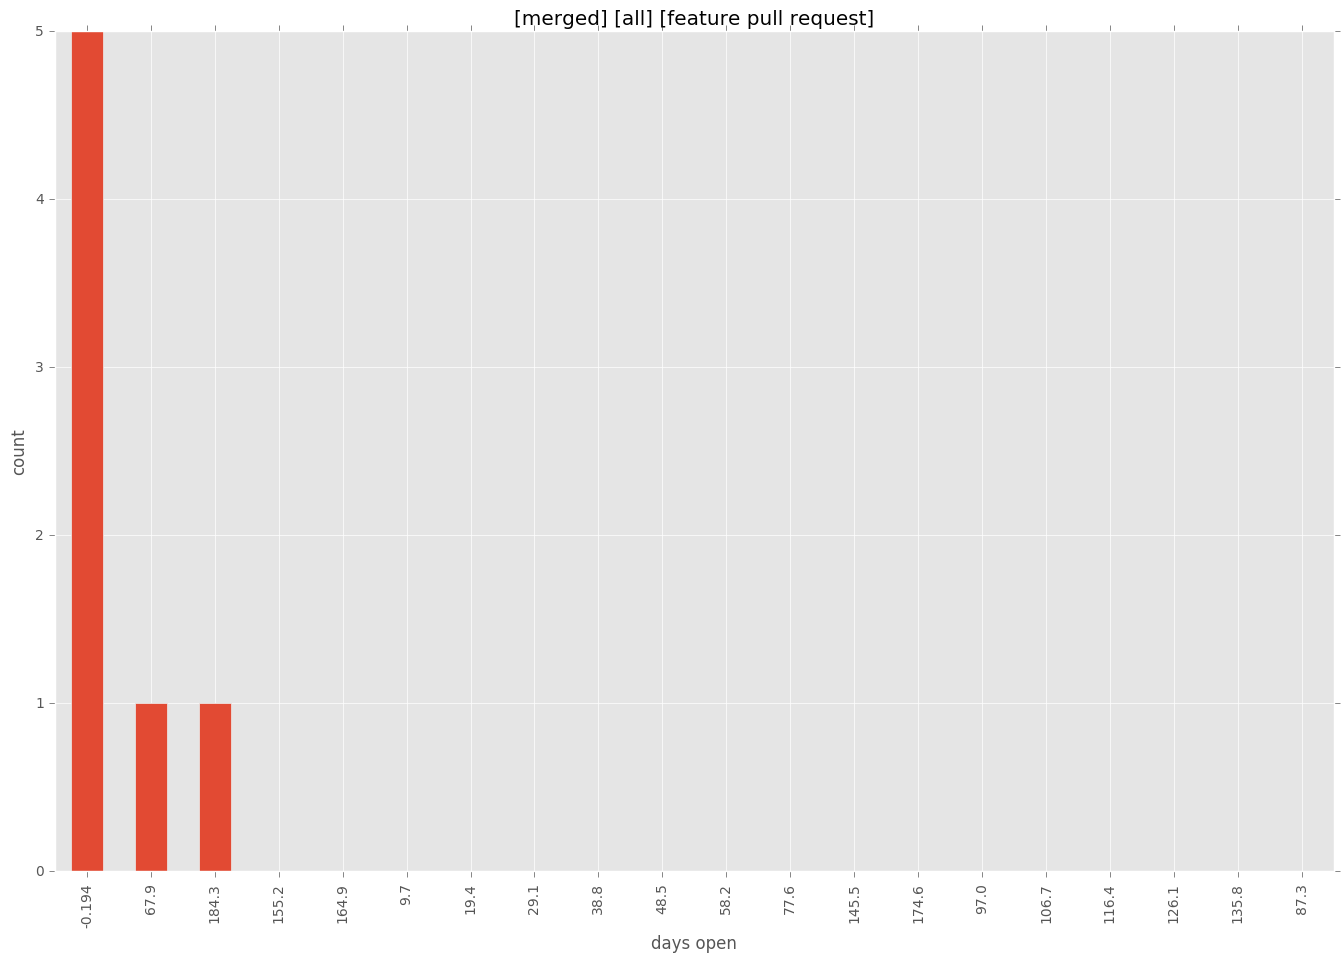 [merged] [all] [feature pull request]
5
4
3
2
1
0
count
-0.194 67.9 184.3 155.2 164.9 9.7 19.4 29.1 38.8 48.5 58.2 77.6 145.5 174.6 97.0 106.7 116.4 126.1 135.8 87.3
days open